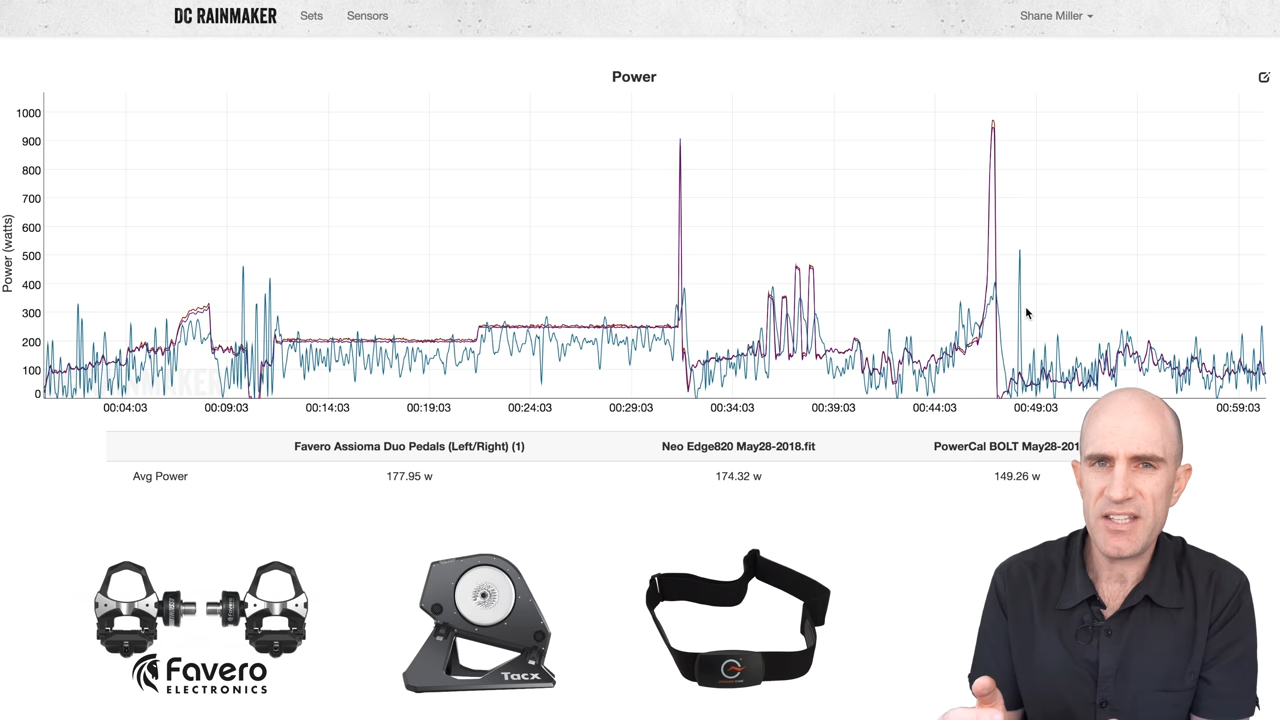 DC RAINMAKER Sets Sensors Shane Miller
Power
1000
900
800
700
600
500
400
300
200
100
0
Power (watts)
00:04:03 00:09:03 00:14:03 00:19:03 00:24:03 00:29:03 00:34:03 00:39:03 00:44:03 00:49:03 00:59:03
Favero Assioma Duo Pedals (Left/Right) (1) Neo Edge820 May28-2018.fit PowerCal BOLT May28-201
Avg Power 177.95 w 174.32 w 149.26 w
Favero
ELECTRONICS
Tacx